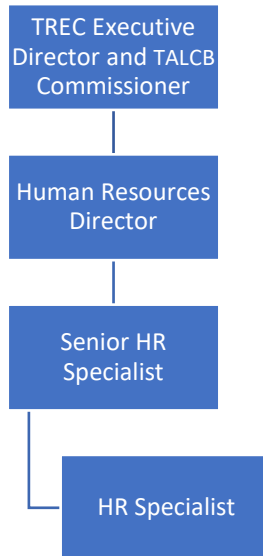 TREC Executive
Director and TALCB
Commissioner
Human Resources
Director
Senior HR
Specialist
HR Specialist